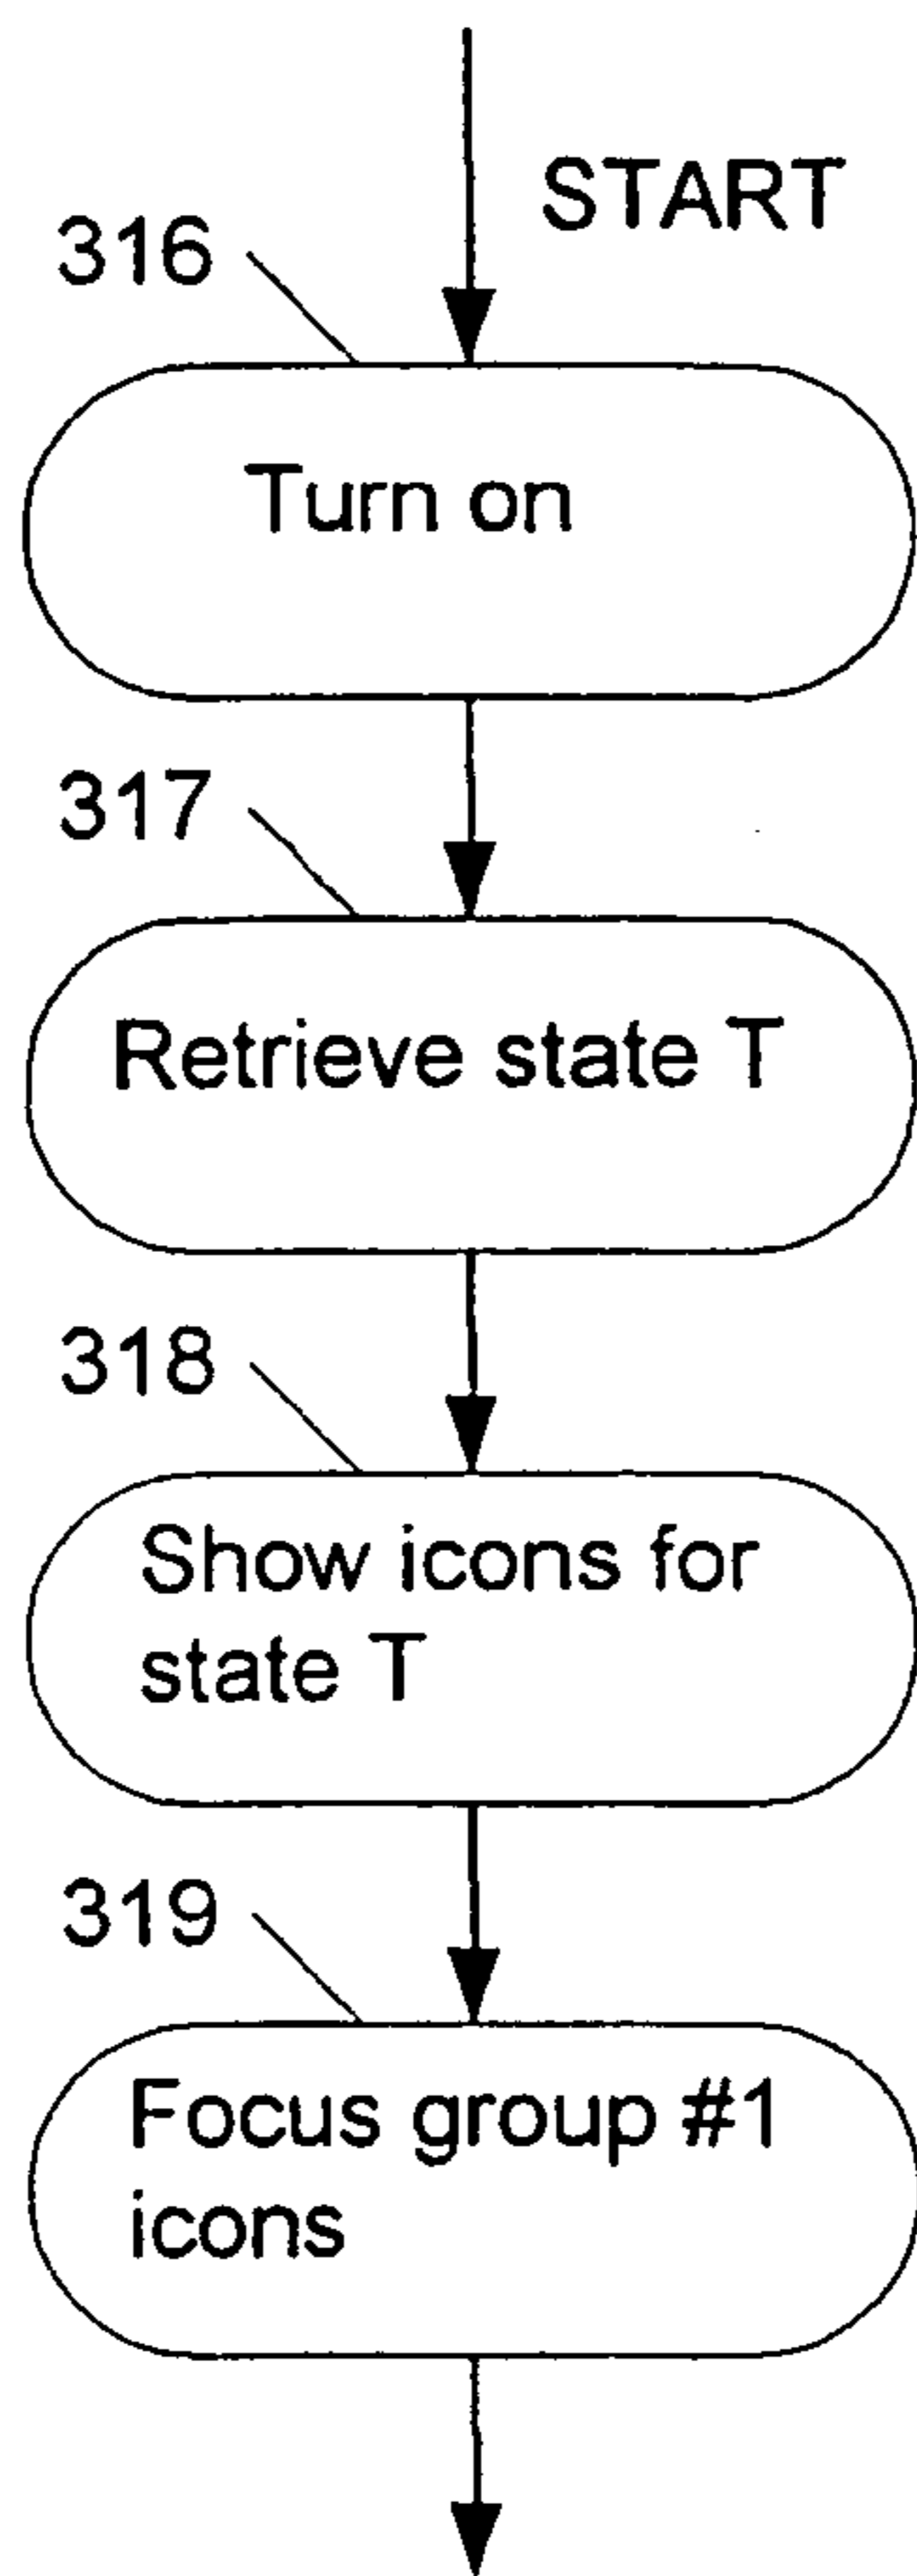 START
316
Turn on
317
Retrieve state T
318
Show icons for
state T
319
Focus group #1
icons